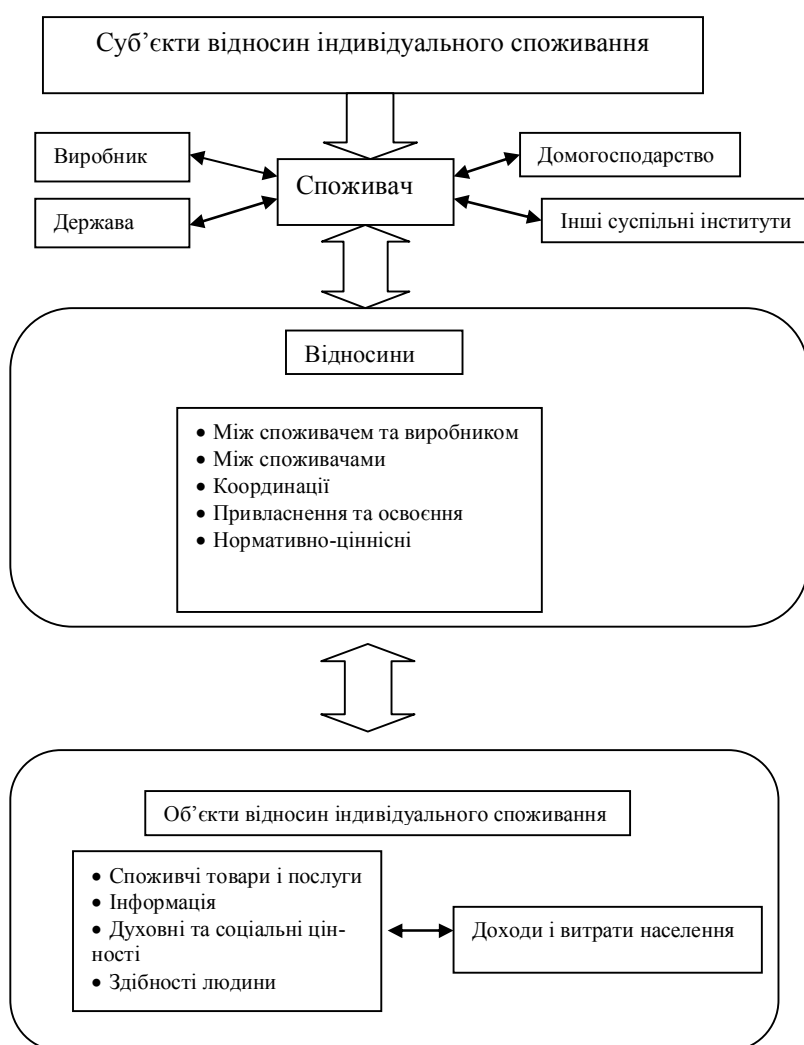 Суб’єкти відносин індивідуального споживання
Виробник
Домогосподарство
Споживач
Держава
Інші суспільні інститути
Відносини
• Між споживачем та виробником
• Між споживачами
• Координації
• Привласнення та освоєння
• Нормативно-ціннісні
Об’єкти відносин індивідуального споживання
• Споживчі товари і послуги
• Інформація
• Духовні та соціальні цін-
ності
• Здібності людини
Доходи і витрати населення